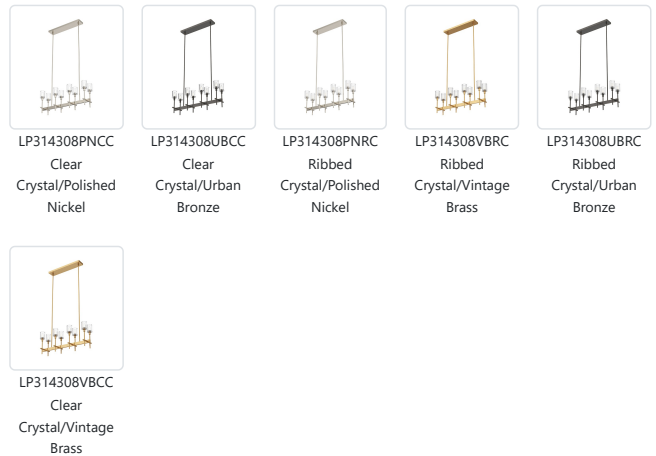 LP314308PNCC
Clear
Crystal/Polished
Nickel
LP314308UBCC
Clear
Crystal/Urban
Bronze
LP314308PNRC
Ribbed
Crystal/Polished
Nickel
LP314308VBRC
Ribbed
Crystal/Vintage
Brass
LP314308UBRC
Ribbed
Crystal/Urban
Bronze
LP314308VBCC
Clear
Crystal/Vintage
Brass